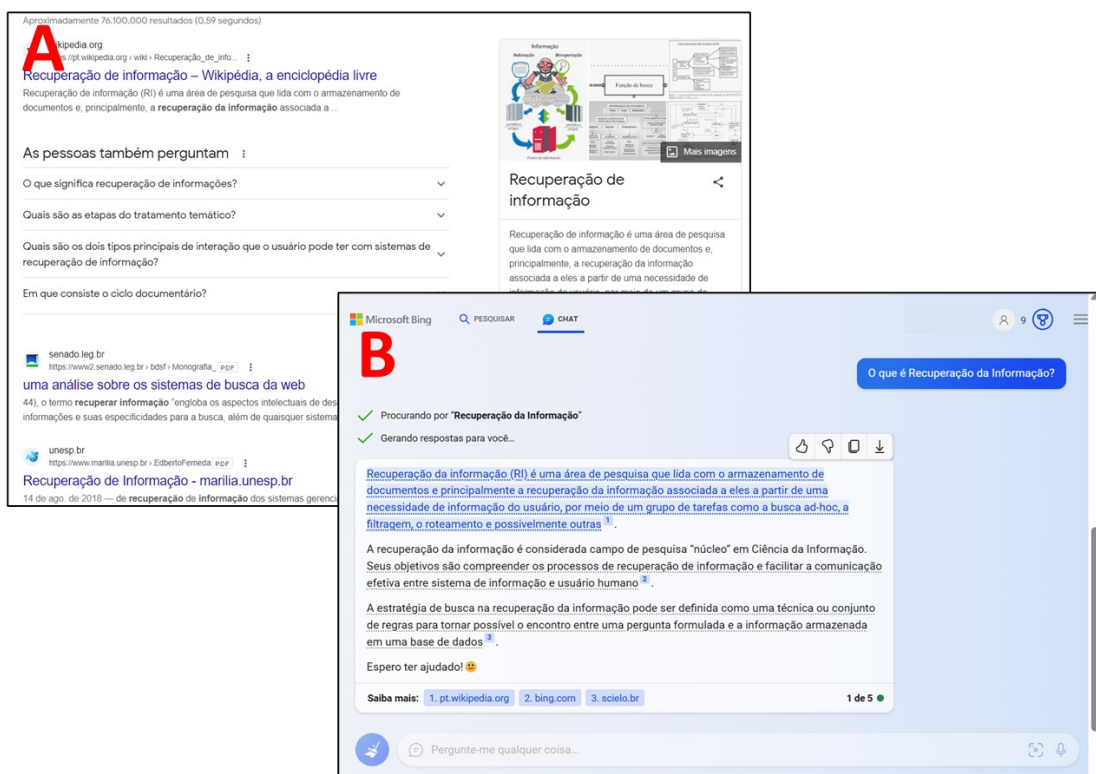 Aproximadamente 76.100.000 resultados (0,59 segundos)
A
ikipedia.org
s://pt.wikipedia.org › wiki › Recuperação_de_info...
Recuperação de informação – Wikipédia, a enciclopédia livre
Recuperação de informação (RI) é uma área de pesquisa que lida com o armazenamento de
documentos e, principalmente, a recuperação da informação associada a ...
As pessoas também perguntam
O que significa recuperação de informações?
Quais são as etapas do tratamento temático?
Quais são os dois tipos principais de interação que o usuário pode ter com sistemas de
recuperação de informação?
Em que consiste o ciclo documentário?
senado.leg.br
https://www2.senado.leg.br › bdsf › Monografia_ PDF
uma análise sobre os sistemas de busca da web
44), o termo recuperar informação "engloba os aspectos intelectuais de des
informações e suas especificidades para a busca, além de quaisquer sistema
unesp.br
https://www.marilia.unesp.br › EdbertoFerneda PDF
Recuperação de Informação - marilia.unesp.br
14 de ago. de 2018 — de recuperação de informação dos sistemas gerenci
Informação
Recuperação
Função de busca
Mais imagens
Recuperação de
informação
Recuperação de informação é uma área de pesquisa
que lida com o armazenamento de documentos e,
principalmente, a recuperação da informação
associada a eles a partir de uma necessidade de
informação do usuário, por meio de um grupo de
Microsoft Bing
PESQUISAR
CHAT
9
B
O que é Recuperação da Informação?
Procurando por "Recuperação da Informação"
Gerando respostas para você...
Recuperação da informação (RI) é uma área de pesquisa que lida com o armazenamento de
documentos e principalmente a recuperação da informação associada a eles a partir de uma
necessidade de informação do usuário, por meio de um grupo de tarefas como a busca ad-hoc, a
filtragem, o roteamento e possivelmente outras 1 .
A recuperação da informação é considerada campo de pesquisa "núcleo" em Ciência da Informação.
Seus objetivos são compreender os processos de recuperação de informação e facilitar a comunicação
efetiva entre sistema de informação e usuário humano 2 .
A estratégia de busca na recuperação da informação pode ser definida como uma técnica ou conjunto
de regras para tornar possível o encontro entre uma pergunta formulada e a informação armazenada
em uma base de dados 3 .
Espero ter ajudado! 🙂
Saiba mais: 1. pt.wikipedia.org 2. bing.com 3. scielo.br 1 de 5
Pergunte-me qualquer coisa...